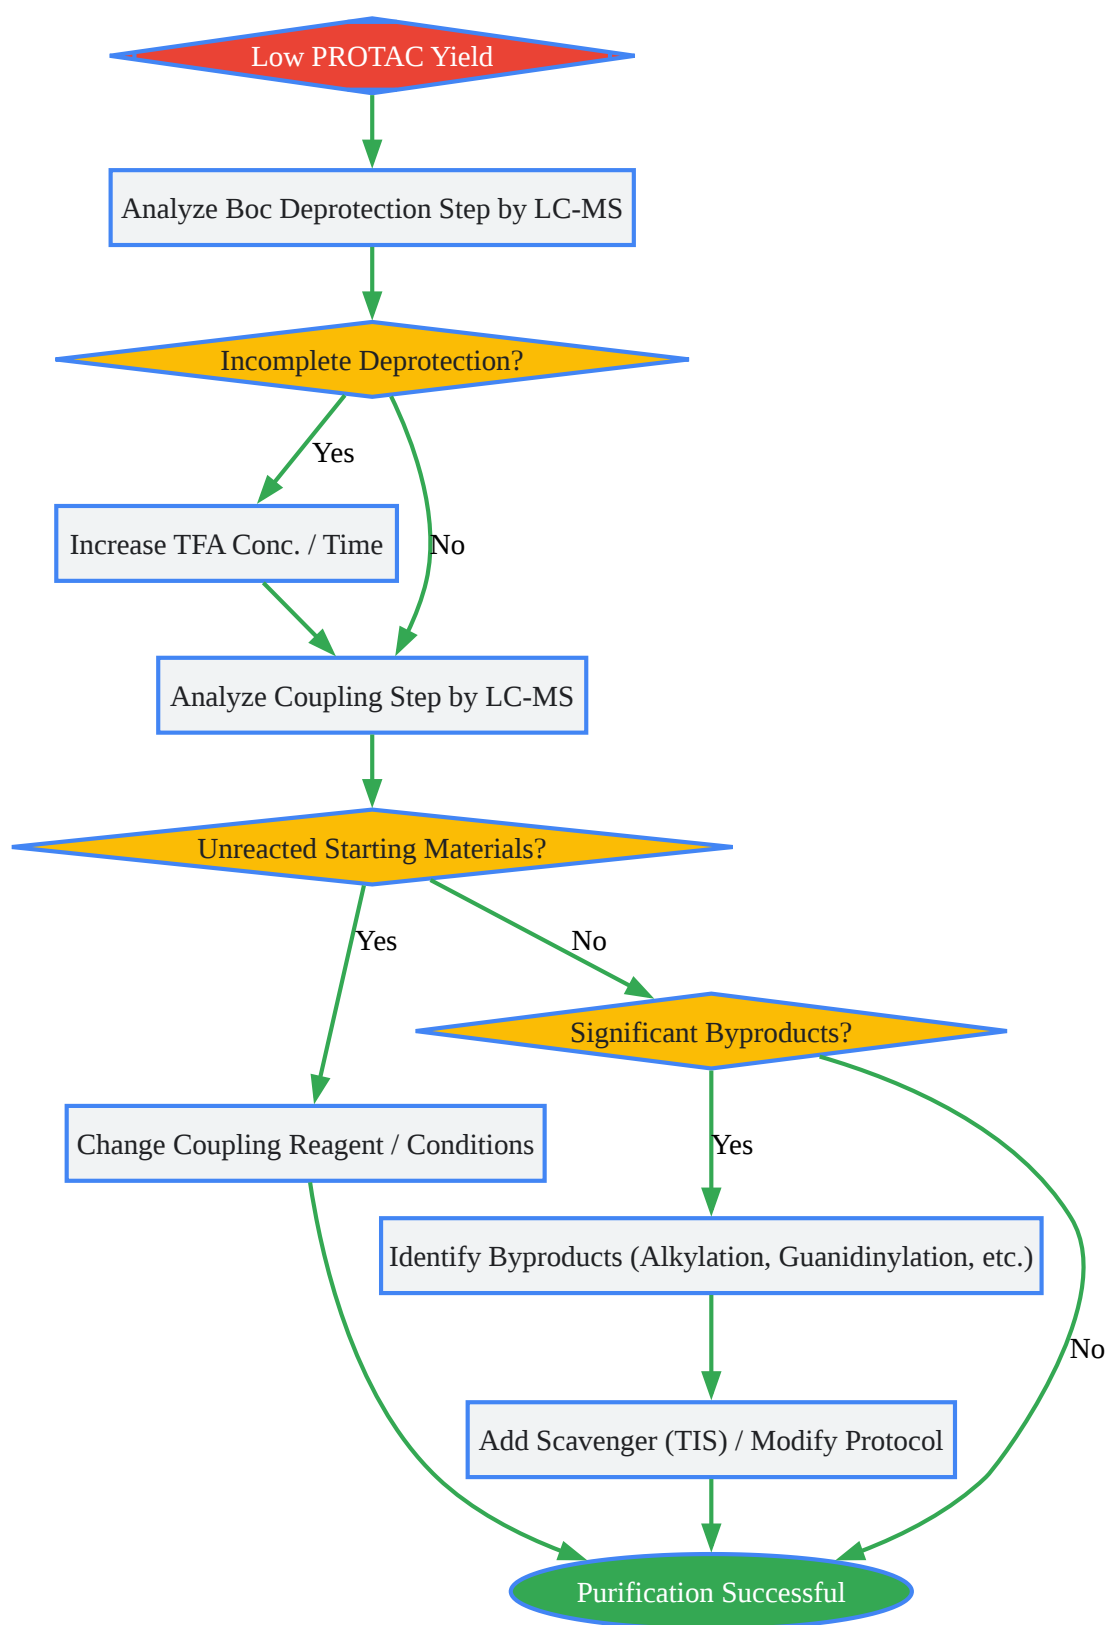 Low PROTAC Yield
Analyze Boc Deprotection Step by LC-MS
Incomplete Deprotection?
Yes
Increase TFA Conc. / Time
No
Analyze Coupling Step by LC-MS
Unreacted Starting Materials?
Yes
No
Significant Byproducts?
Change Coupling Reagent / Conditions
Yes
Identify Byproducts (Alkylation, Guanidinylation, etc.)
No
Add Scavenger (TIS) / Modify Protocol
Purification Successful